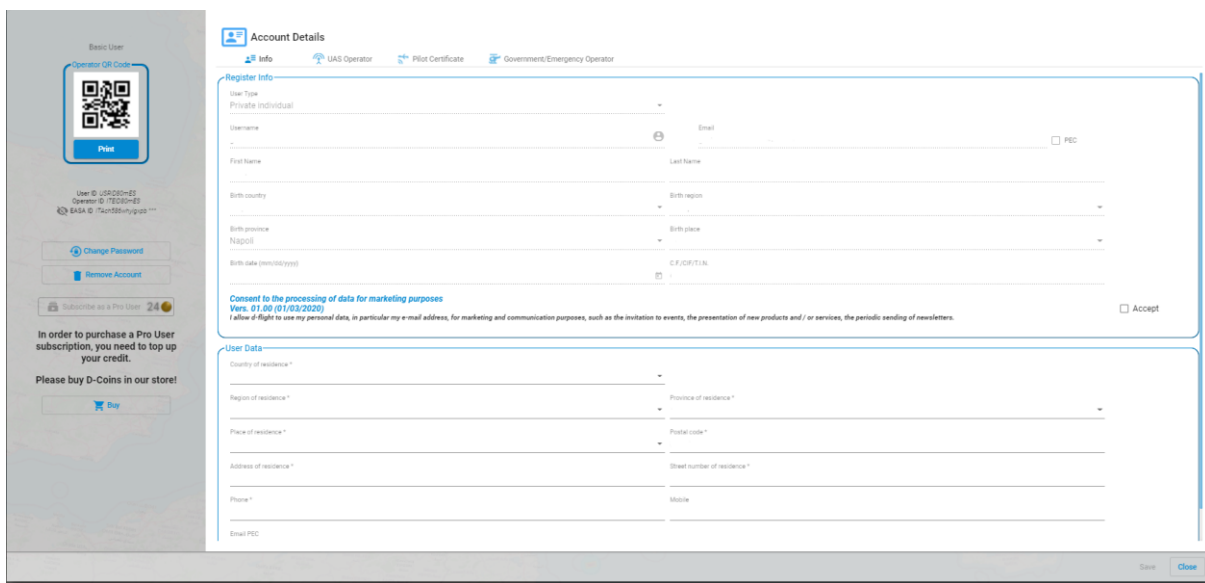 Basic User
Operator QR Code
Print
User ID
Operator ID
EASA ID
Change Password
Remove Account
Subscribe as a Pro User 24
In order to purchase a Pro User
subscription, you need to top up
your credit.
Please buy D-Coins in our store!
Buy
Account Details
Info UAS Operator Pilot Certificate Government/Emergency Operator
Register Info
User Type
Private individual
Username Email
PEC
First Name Last Name
Birth country Birth region
Birth province Birth place
Napoli
Birth date (mm/dd/yyyy) C.F./CIF/T.I.N.
Consent to the processing of data for marketing purposes
Vers. 01.00 (01/03/2020)
Accept
I allow d-flight to use my personal data, in particular my e-mail address, for marketing and communication purposes, such as the invitation to events, the presentation of new products and / or services, the periodic sending of newsletters.
User Data
Country of residence *
Region of residence * Province of residence *
Place of residence * Postal code *
Address of residence * Street number of residence *
Phone * Mobile
Email PEC
Save Close